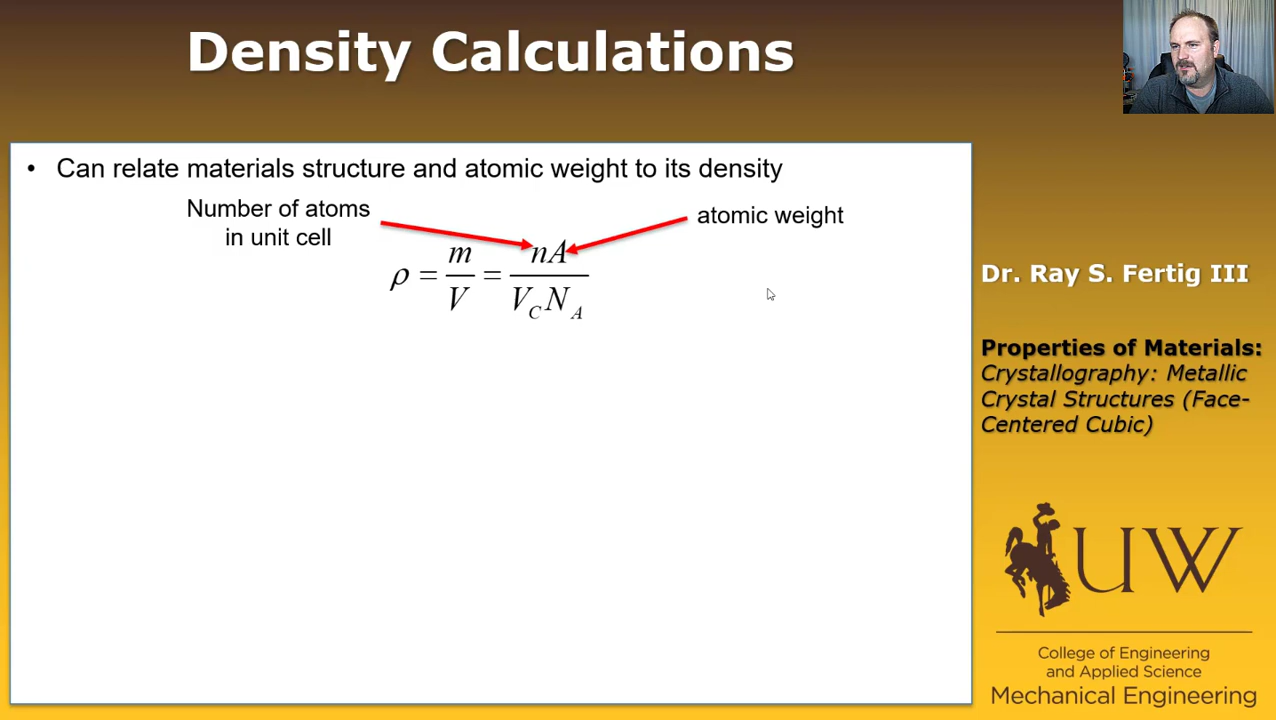 Density Calculations
• Can relate materials structure and atomic weight to its density
Number of atoms
in unit cell
atomic weight
ρ = m/V = nA/(V_C N_A)
Dr. Ray S. Fertig III
Properties of Materials:
Crystallography: Metallic
Crystal Structures (Face-
Centered Cubic)
UW
College of Engineering
and Applied Science
Mechanical Engineering